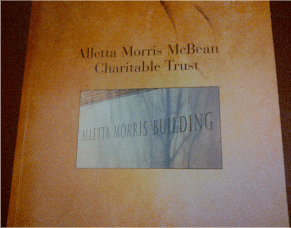 Alletta Morris McBean
Charitable Trust
ALLETTA MORRIS BUILDING